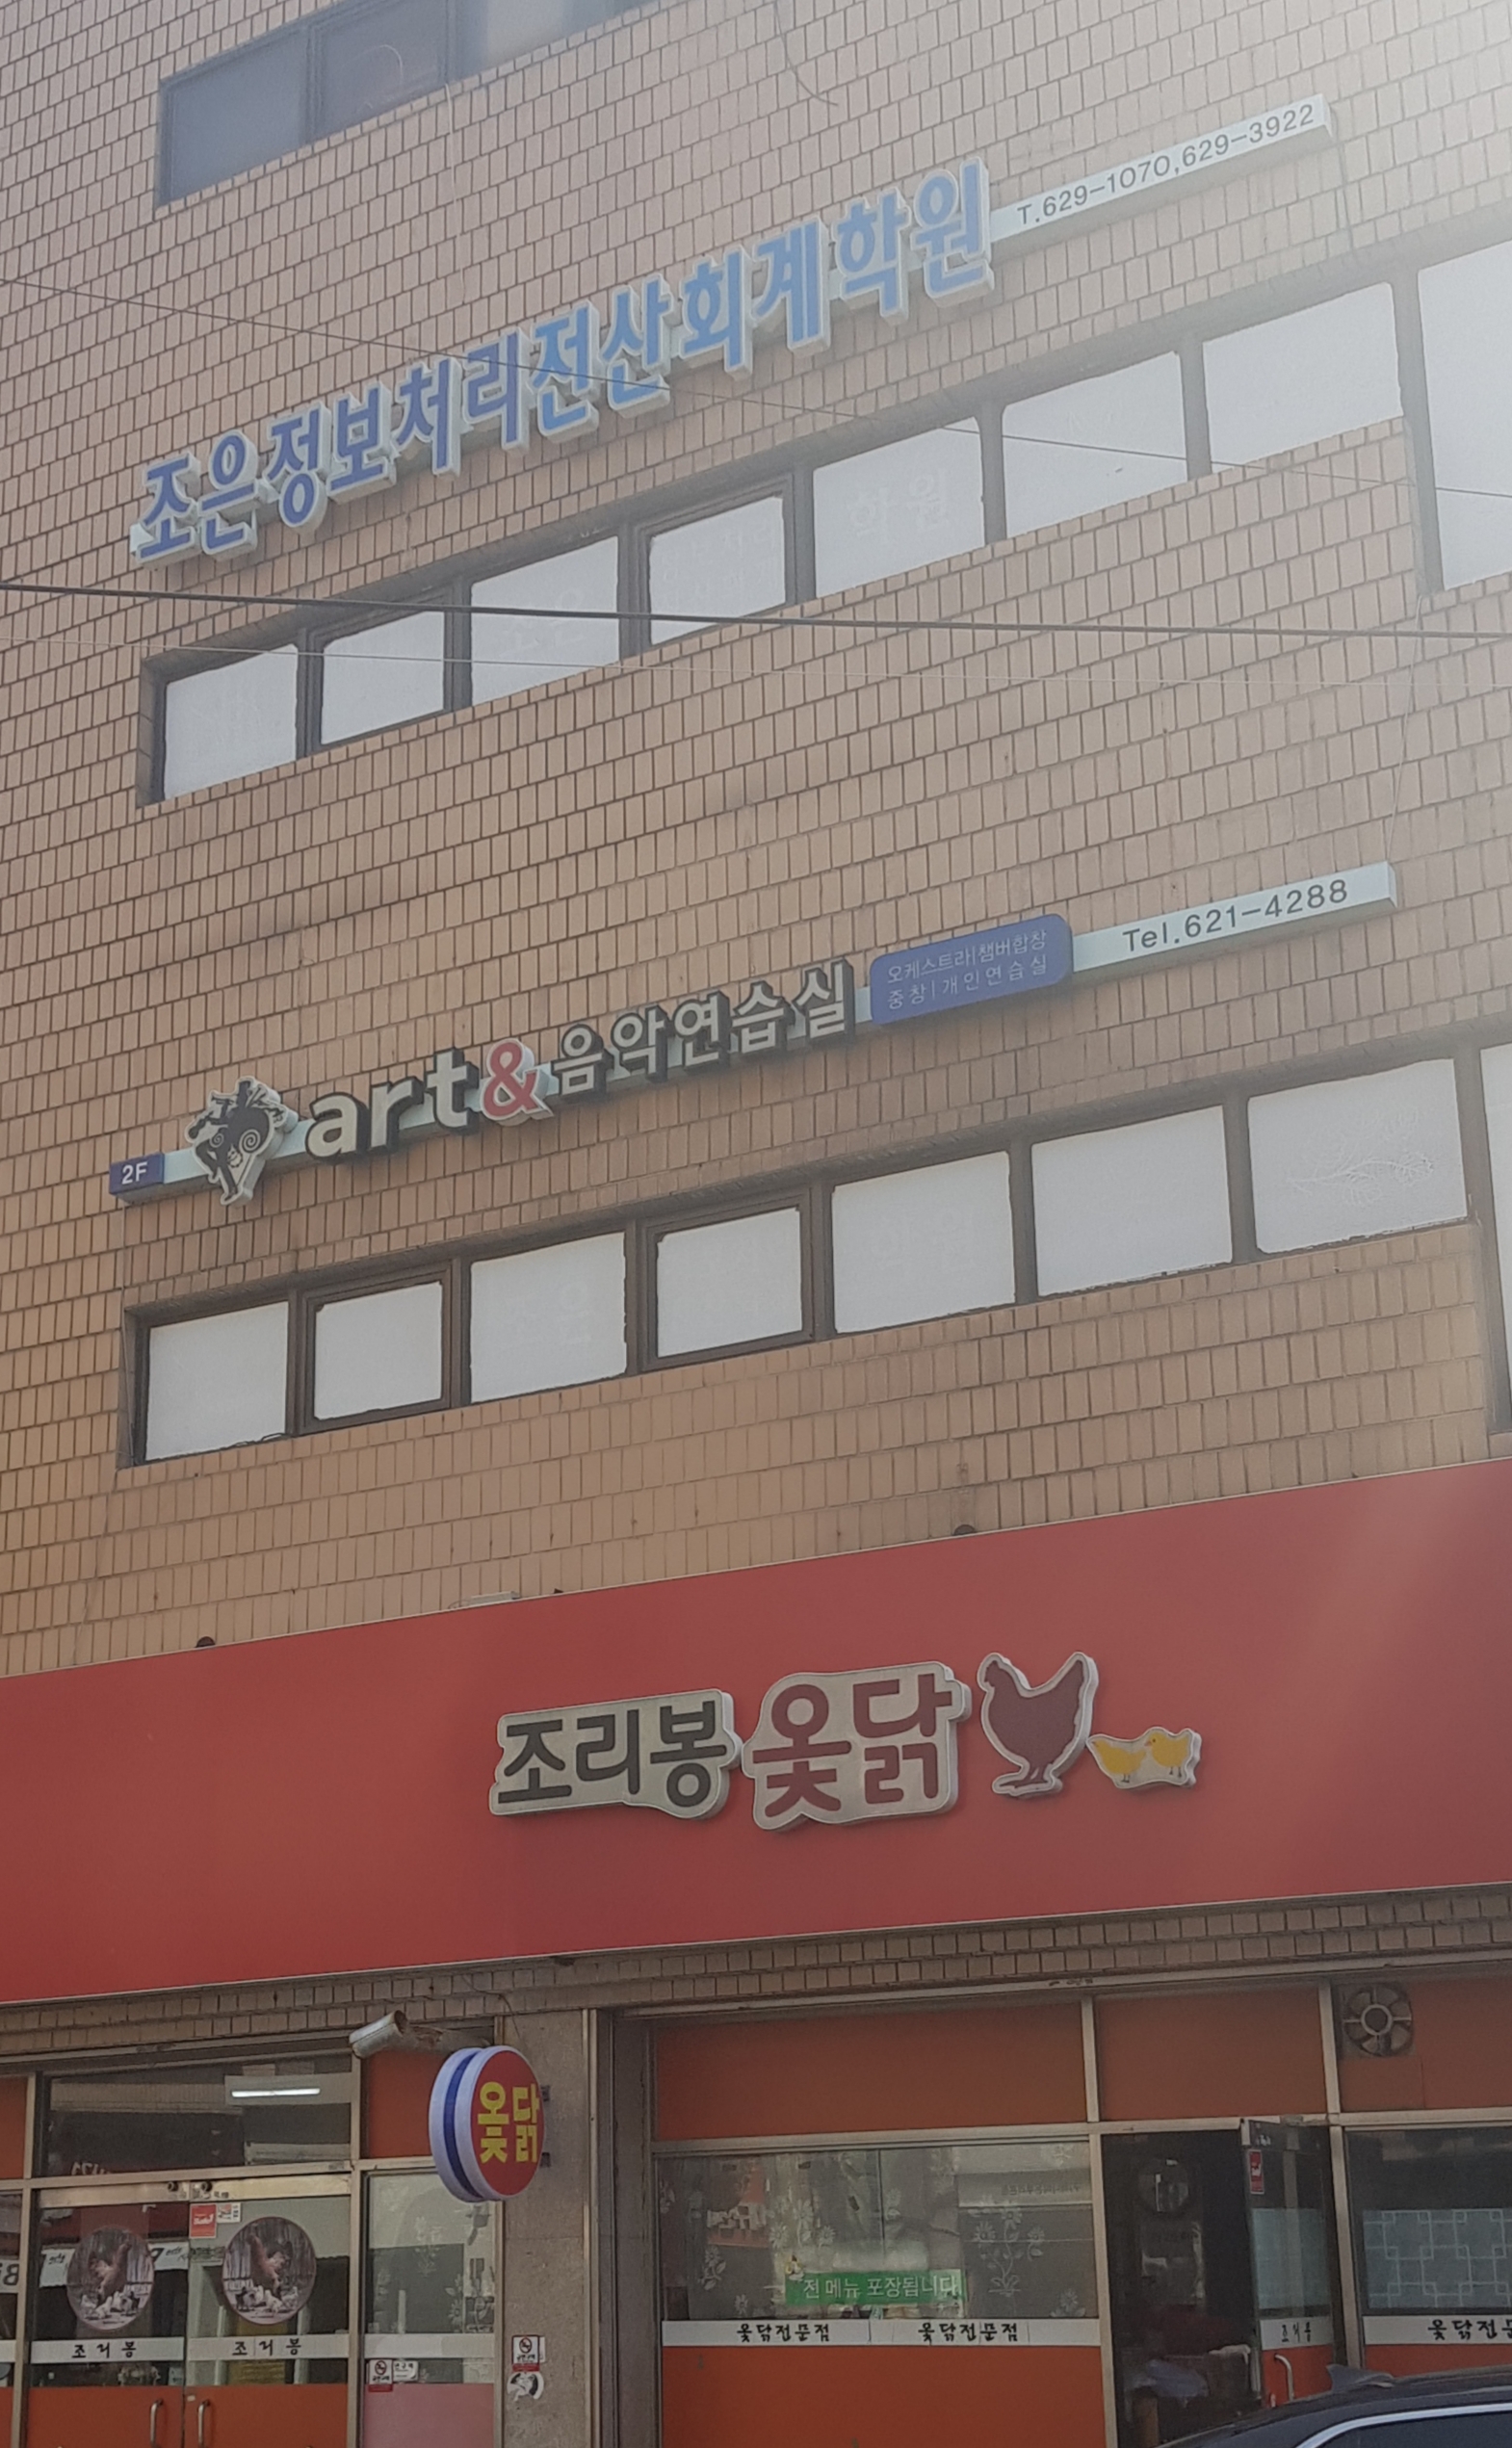 조은정보처리전산회계학원
T.629-1070,629-3922
2F
art&음악연습실
오케스트라|챔버합창
중창|개인연습실
Tel.621-4288
조리봉 옻닭
옻닭
전 메뉴 포장됩니다
조리봉
조리봉
옻닭전문점
옻닭전문점
조리봉
옻닭전문점